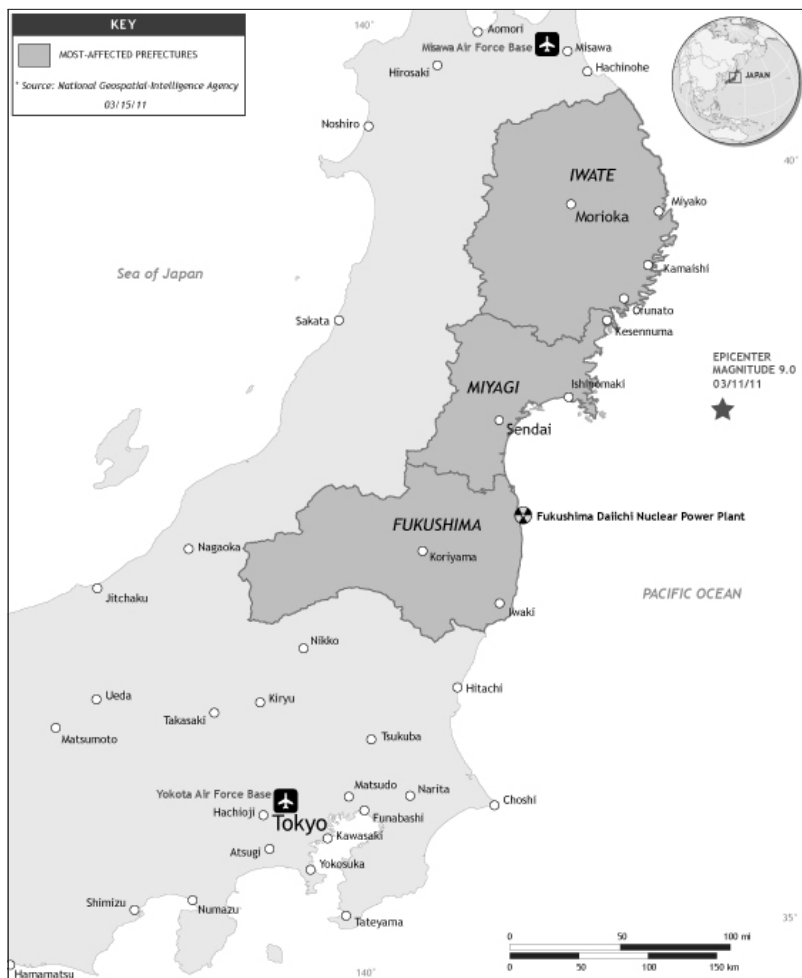 KEY
MOST-AFFECTED PREFECTURES
* Source: National Geospatial-Intelligence Agency
03/15/11
140°
Aomori
Misawa Air Force Base
Misawa
Hirosaki
Hachinohe
JAPAN
Noshiro
40°
IWATE
Morioka
Miyako
Sea of Japan
Kamaishi
Orunato
Sakata
Kesennuma
EPICENTER
MAGNITUDE 9.0
03/11/11
MIYAGI
Ishinomaki
Sendai
Fukushima Daiichi Nuclear Power Plant
FUKUSHIMA
Nagaoka
Koriyama
Jitchaku
PACIFIC OCEAN
Iwaki
Nikko
Hitachi
Ueda
Kiryu
Takasaki
Matsumoto
Tsukuba
Yokota Air Force Base
Matsudo
Narita
Choshi
Hachioji
Tokyo
Funabashi
Kawasaki
Atsugi
Yokosuka
Shimizu
Numazu
Tateyama
35°
0 50 100 mi
0 50 100 150 km
Hamamatsu
140°